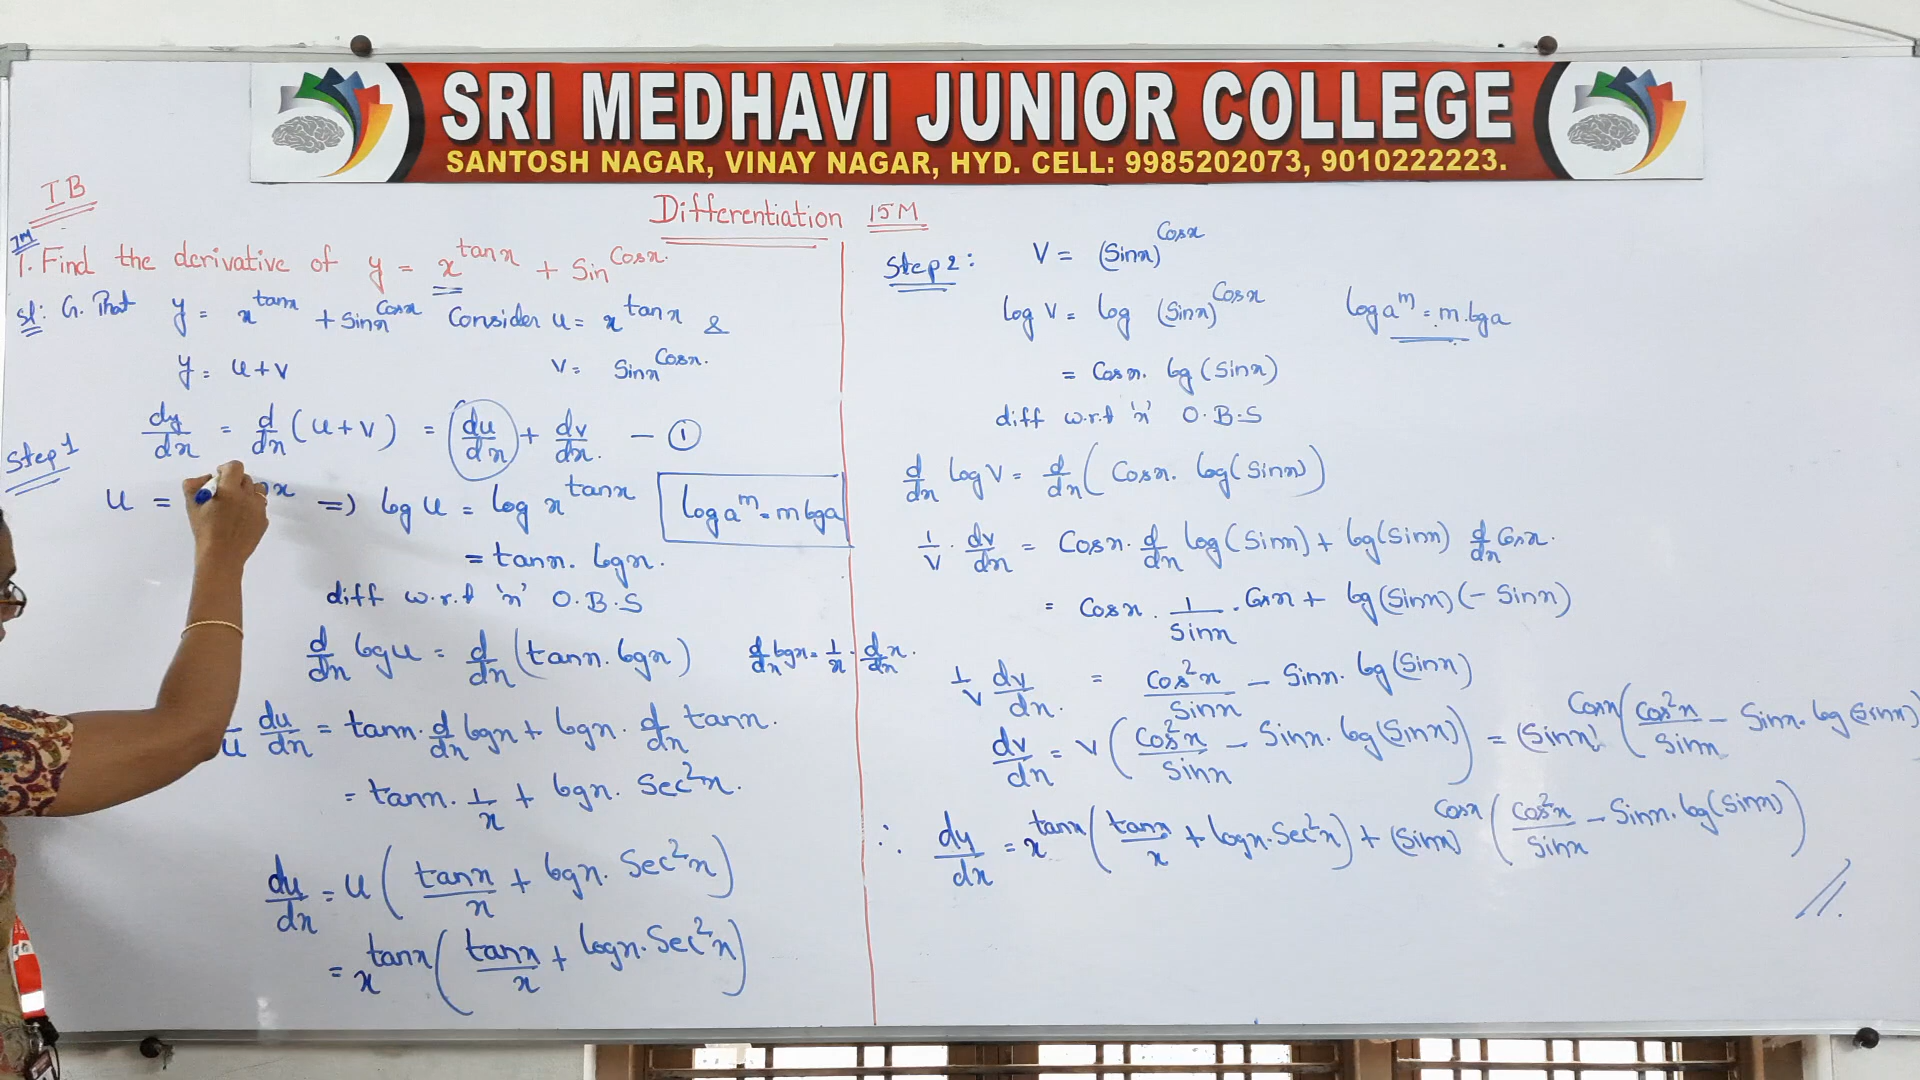 SRI MEDHAVI JUNIOR COLLEGE
SANTOSH NAGAR, VINAY NAGAR, HYD. CELL: 9985202073, 9010222223.
IB
Differentiation 15M
7M
1. Find the derivative of y = x^tanx + Sin^Cosx.
Sl: G. That y = x^tanx + Sinx^Cosx Consider u = x^tanx &
y = u+v V = Sinx^Cosx.
dy/dx = d/dx (u+v) = du/dx + dv/dx. — ①
Step 1
u = x => log u = log x^tanx log a^m = m log a
= tanx. logx.
diff w.r.t 'x' O.B.S
d/dx log u = d/dx (tanx. logx) d/dx logx = 1/x . d/dx x.
/u du/dx = tanx. d/dx logx + logx. d/dx tanx.
= tanx. 1/x + logx. Sec²x.
du/dx = u (tanx/x + logx. Sec²x)
= x^tanx (tanx/x + logx. Sec²x)
Step 2: V = (Sinx)^Cosx
log V = log (Sinx)^Cosx log a^m = m. log a
= Cosx. log (Sinx)
diff w.r.t 'x' O.B.S
d/dx log V = d/dx (Cosx. log(Sinx))
1/V . dv/dx = Cosx. d/dx log(Sinx) + log(Sinx) d/dx Cosx.
= Cosx . 1/Sinx . Cosx + log(Sinx) (- Sinx)
1/V dv/dx. = Cos²x/Sinx - Sinx. log(Sinx)
dv/dx = V (Cos²x/Sinx - Sinx. log(Sinx)) = (Sinx)^Cosx (Cos²x/Sinx - Sinx. log(Sinx)
∴ dy/dx = x^tanx (tanx/x + logx. Sec²x) + (Sinx)^Cosx (Cos²x/Sinx - Sinx. log(Sinx))